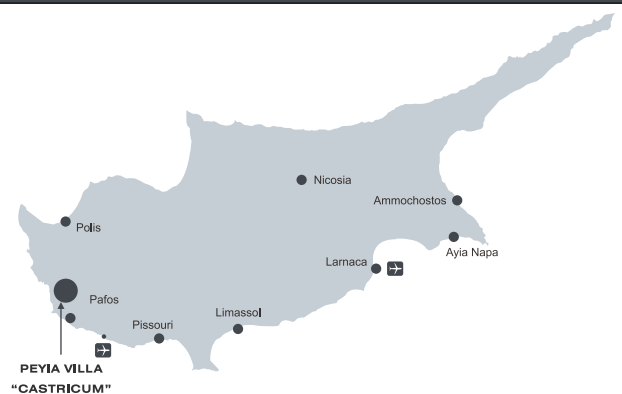 Nicosia
Ammochostos
Polis
Ayia Napa
Larnaca
Pafos
Limassol
Pissouri
PEYIA VILLA
“CASTRICUM”